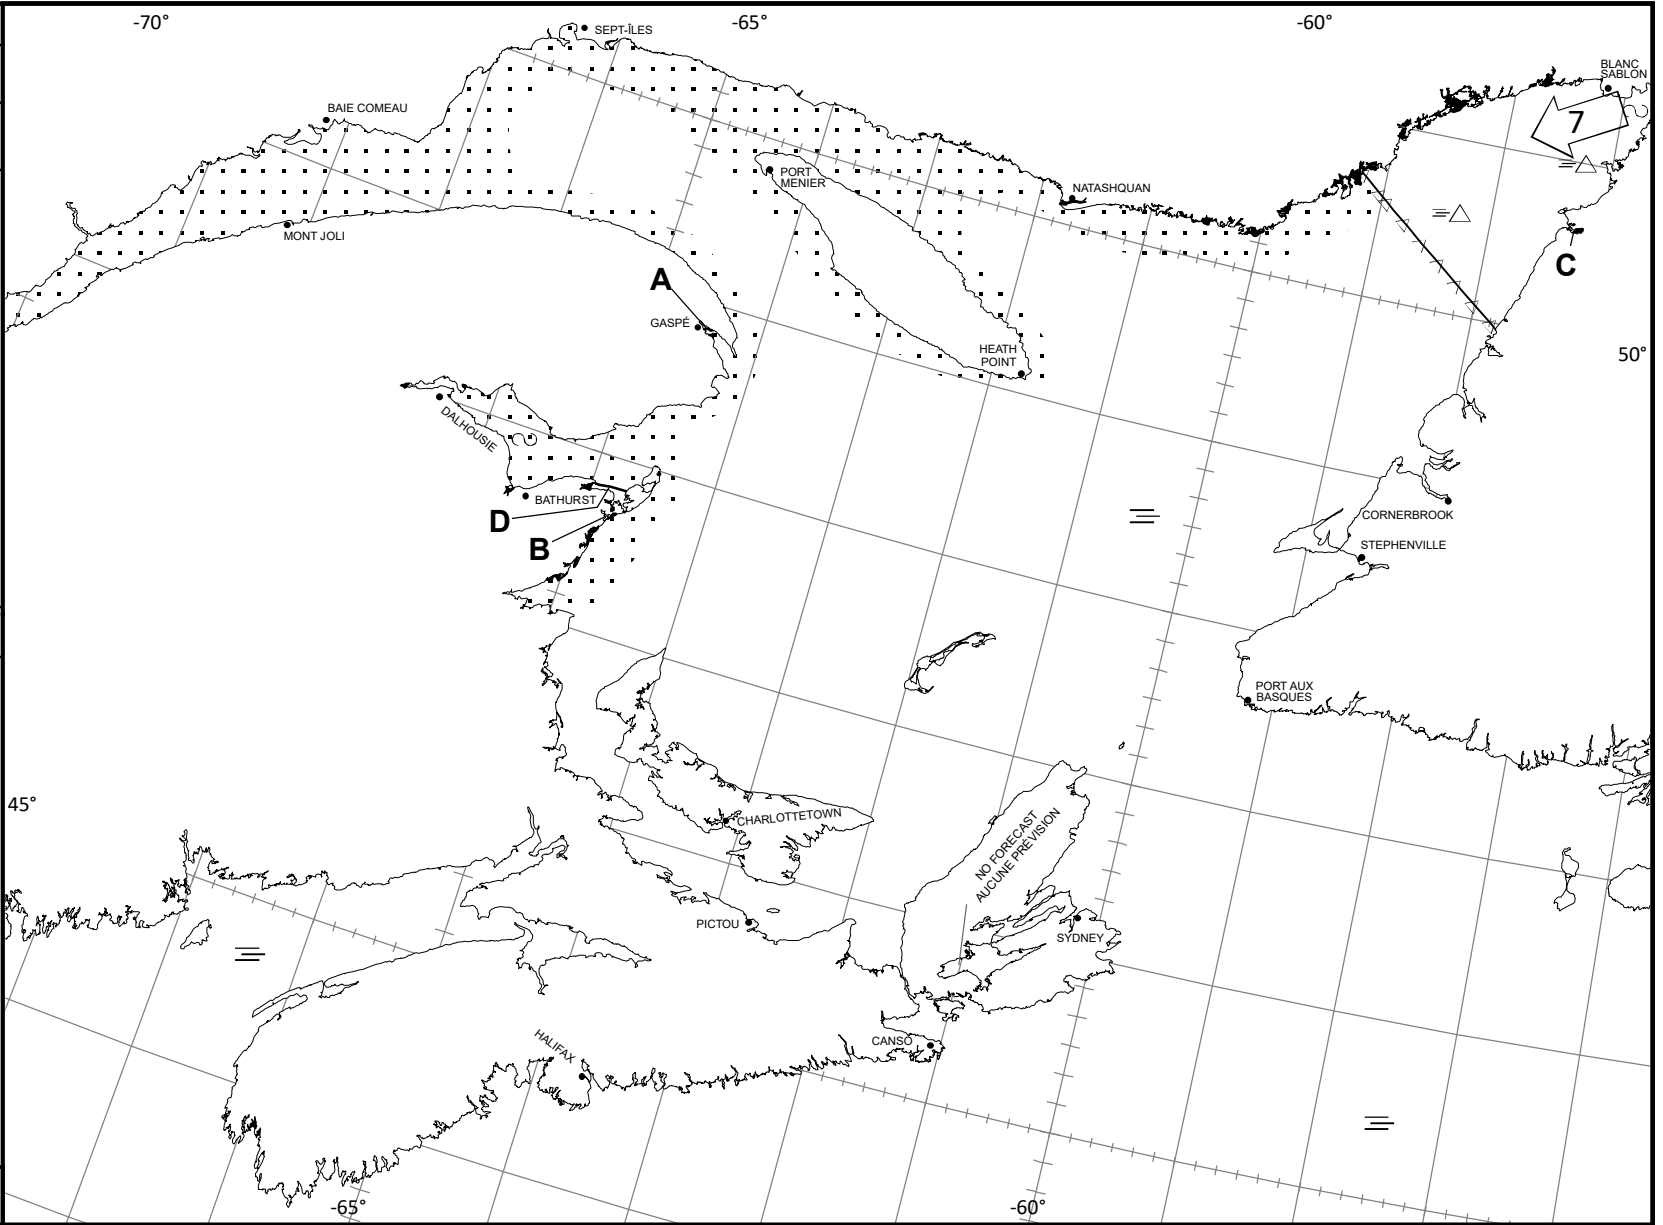 -70°
-65°
-60°
SEPT-ÎLES
BLANC
SABLON
BAIE COMEAU
7
PORT
MENIER
NATASHQUAN
MONT JOLI
C
A
GASPÉ
HEATH
POINT
50°
DALHOUSIE
BATHURST
D
B
CORNERBROOK
STEPHENVILLE
PORT AUX
BASQUES
45°
CHARLOTTETOWN
NO FORECAST
AUCUNE PRÉVISION
PICTOU
SYDNEY
CANSO
HALIFAX
-65°
-60°